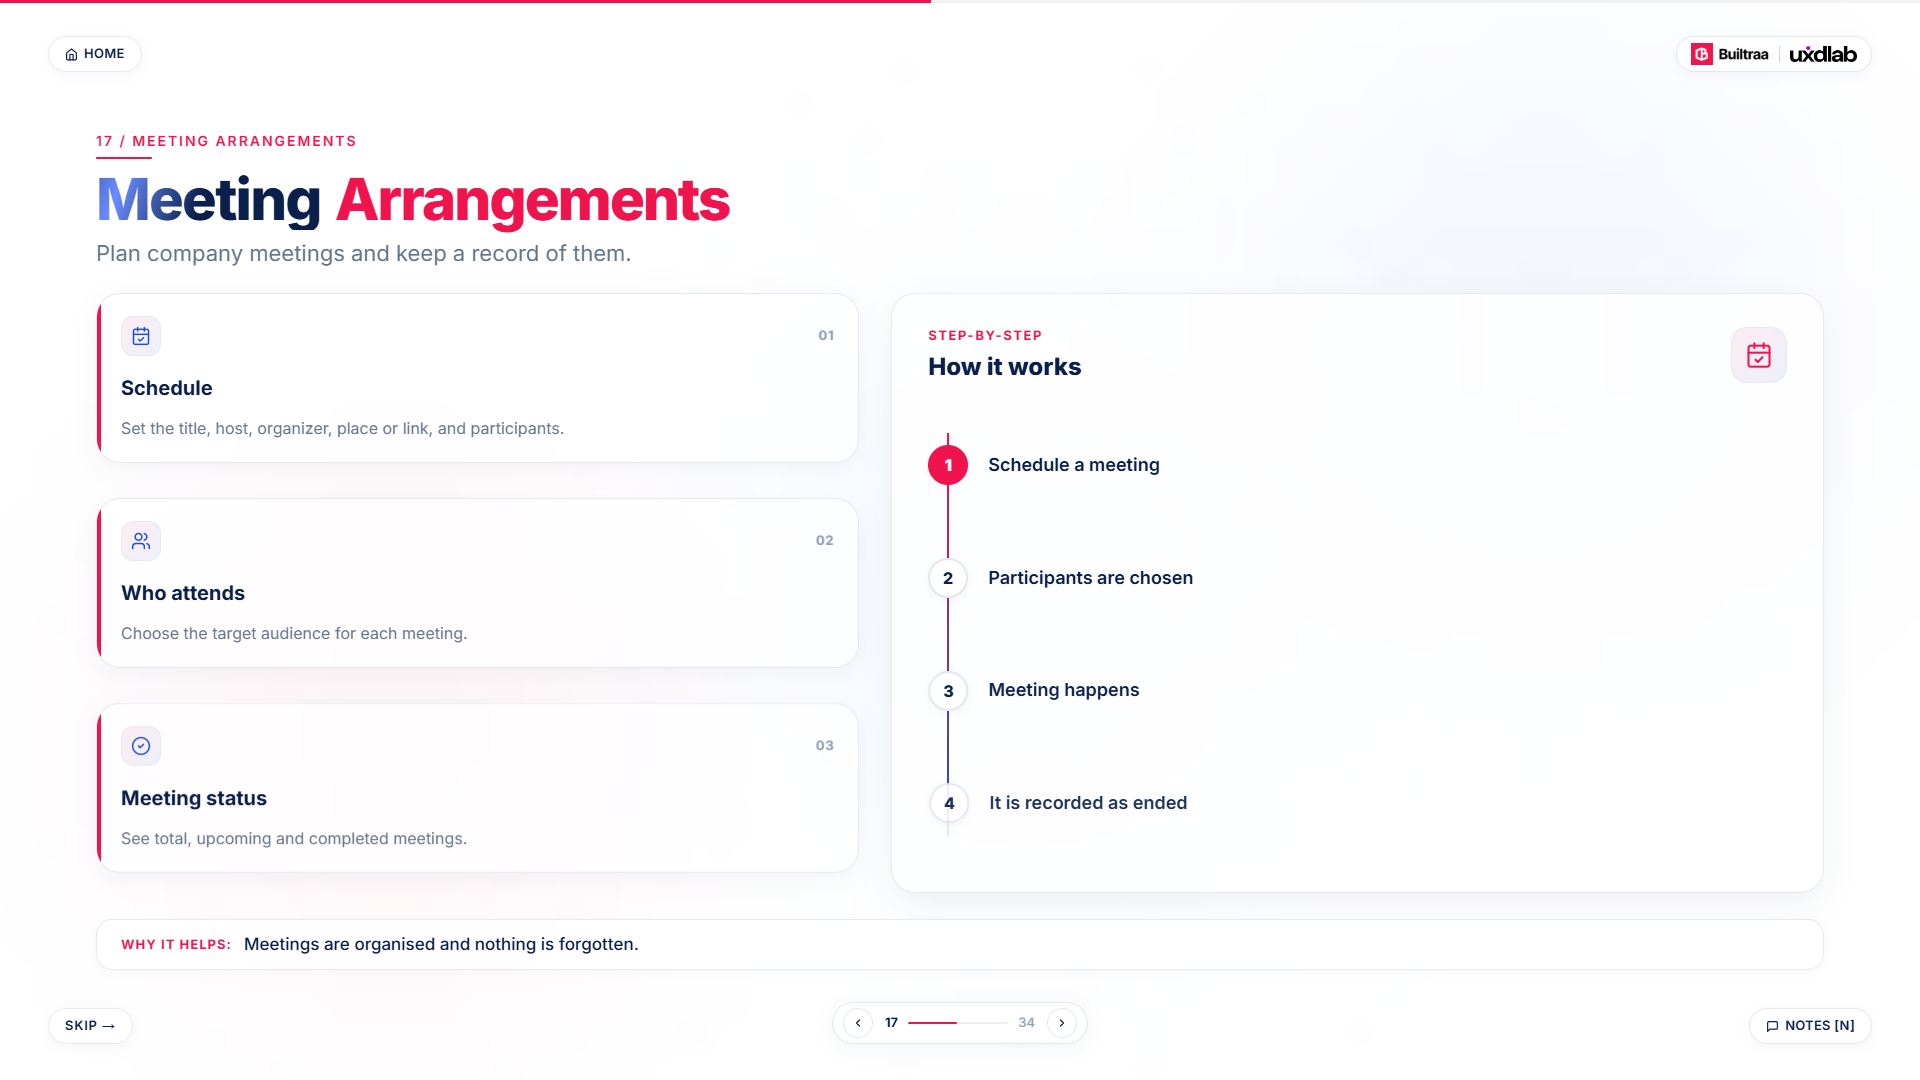 HOME
Builtraa | uxdlab
17 / MEETING ARRANGEMENTS
Meeting Arrangements
Plan company meetings and keep a record of them.
01
Schedule
Set the title, host, organizer, place or link, and participants.
02
Who attends
Choose the target audience for each meeting.
03
Meeting status
See total, upcoming and completed meetings.
STEP-BY-STEP
How it works
1 Schedule a meeting
2 Participants are chosen
3 Meeting happens
4 It is recorded as ended
WHY IT HELPS: Meetings are organised and nothing is forgotten.
SKIP →
17 34
NOTES [N]